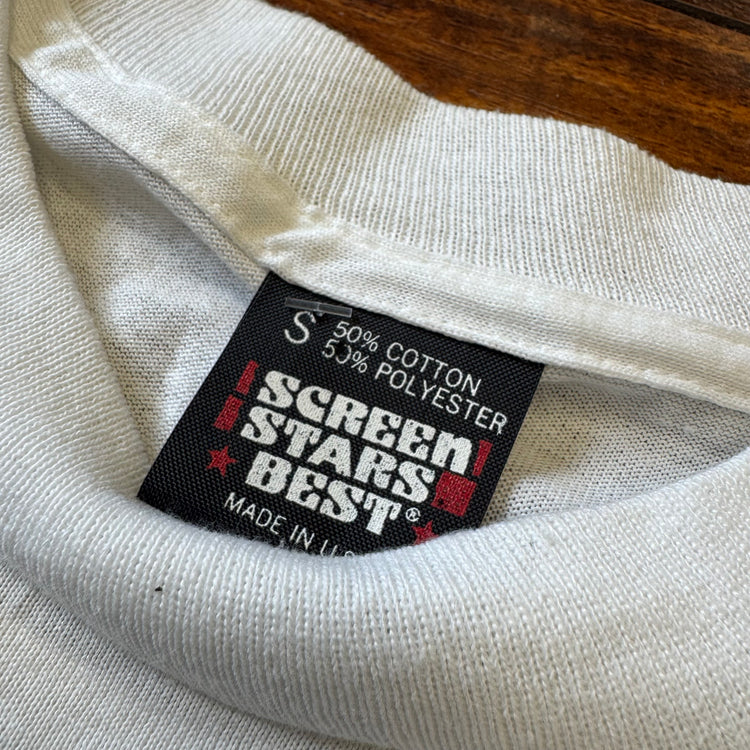 S 50% COTTON
50% POLYESTER
SCREEN
STARS
BEST®
MADE IN